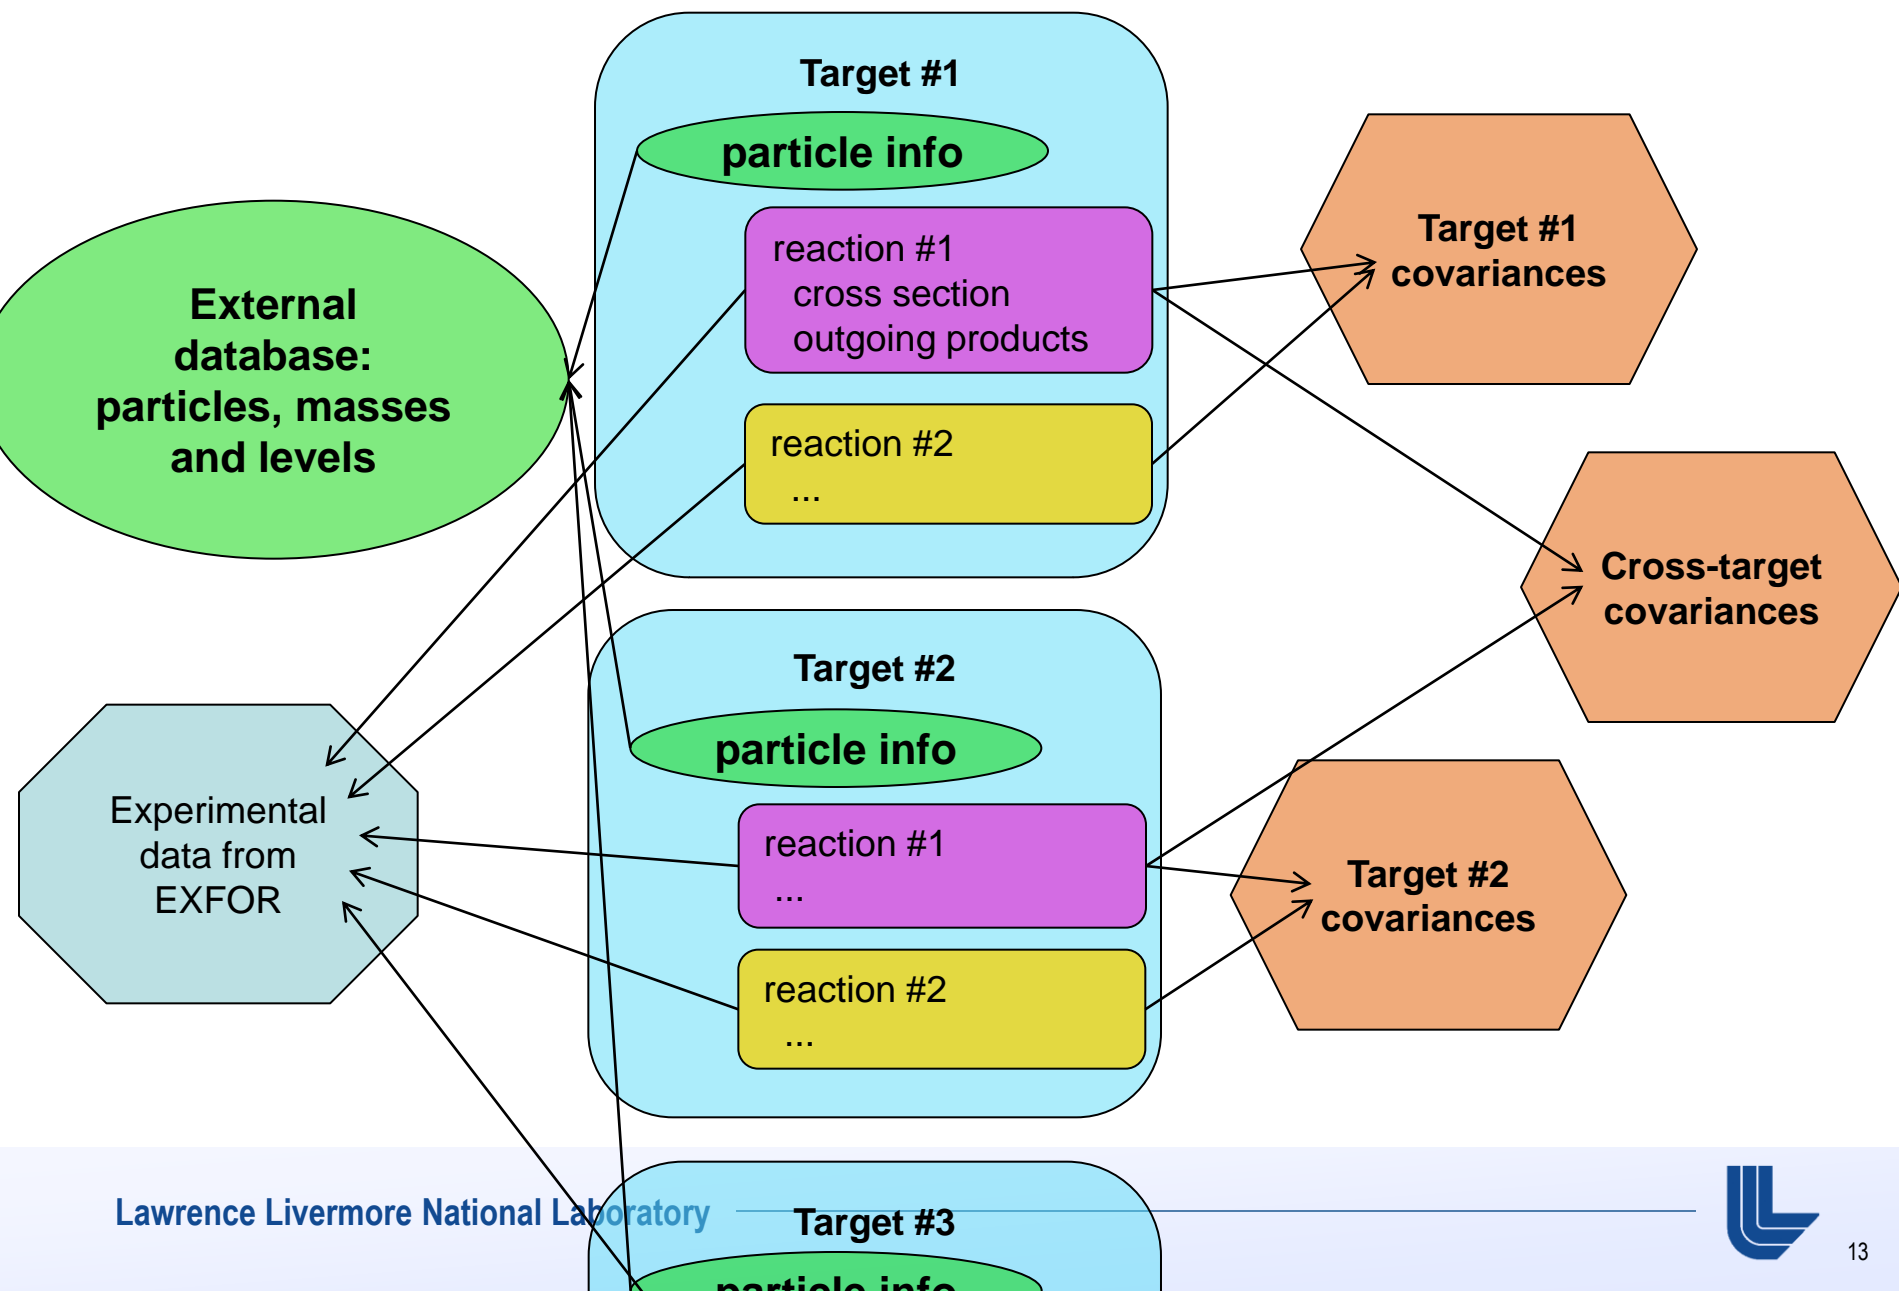 Target #1
particle info
reaction #1
cross section
outgoing products
reaction #2
...
External
database:
particles, masses
and levels
Target #1
covariances
Cross-target
covariances
Target #2
particle info
reaction #1
...
reaction #2
...
Experimental
data from
EXFOR
Target #2
covariances
Lawrence Livermore National Laboratory
Target #3
particle info
13